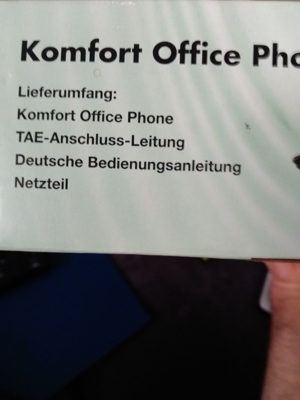 Komfort Office Pho
Lieferumfang:
Komfort Office Phone
TAE-Anschluss-Leitung
Deutsche Bedienungsanleitung
Netzteil